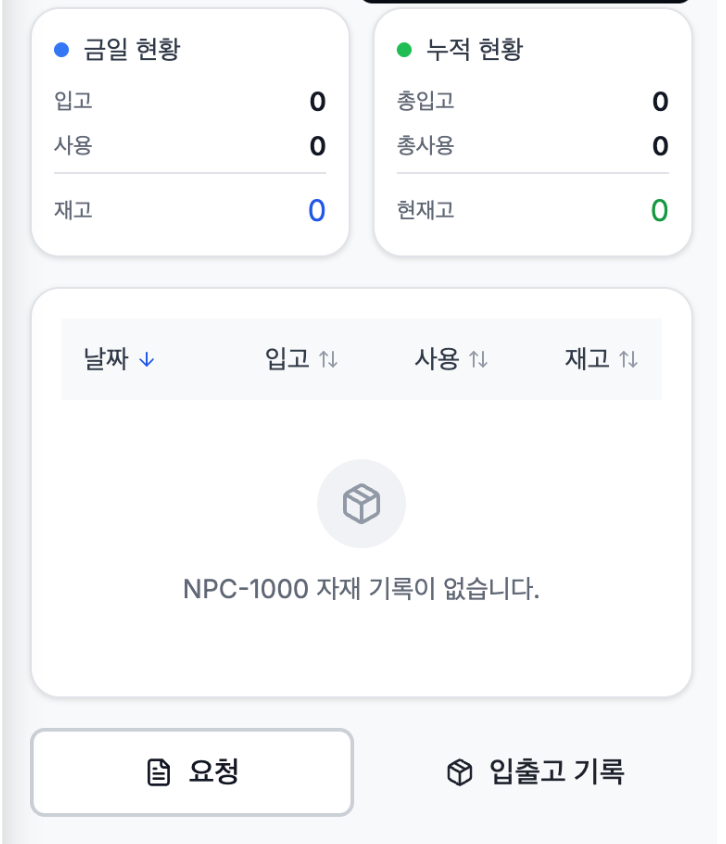 금일 현황
입고 0
사용 0
재고 0
누적 현황
총입고 0
총사용 0
현재고 0
날짜 입고 사용 재고
NPC-1000 자재 기록이 없습니다.
요청 입출고 기록